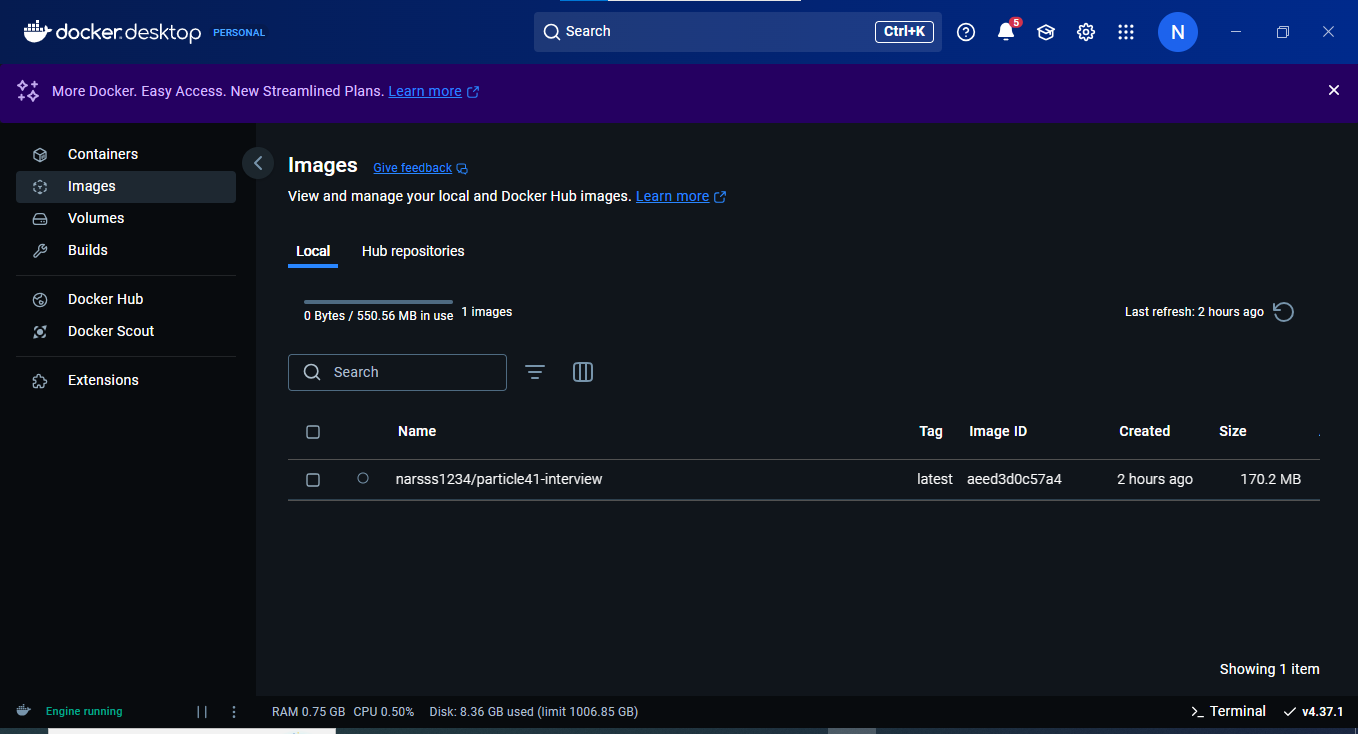 docker desktop PERSONAL
Search Ctrl+K 5 N
More Docker. Easy Access. New Streamlined Plans. Learn more
Containers
Images
Volumes
Builds
Docker Hub
Docker Scout
Extensions
Images Give feedback
View and manage your local and Docker Hub images. Learn more
Local Hub repositories
0 Bytes / 550.56 MB in use 1 images Last refresh: 2 hours ago
Search
Name Tag Image ID Created Size
narsss1234/particle41-interview latest aeed3d0c57a4 2 hours ago 170.2 MB
Showing 1 item
Engine running RAM 0.75 GB CPU 0.50% Disk: 8.36 GB used (limit 1006.85 GB) >_ Terminal v4.37.1